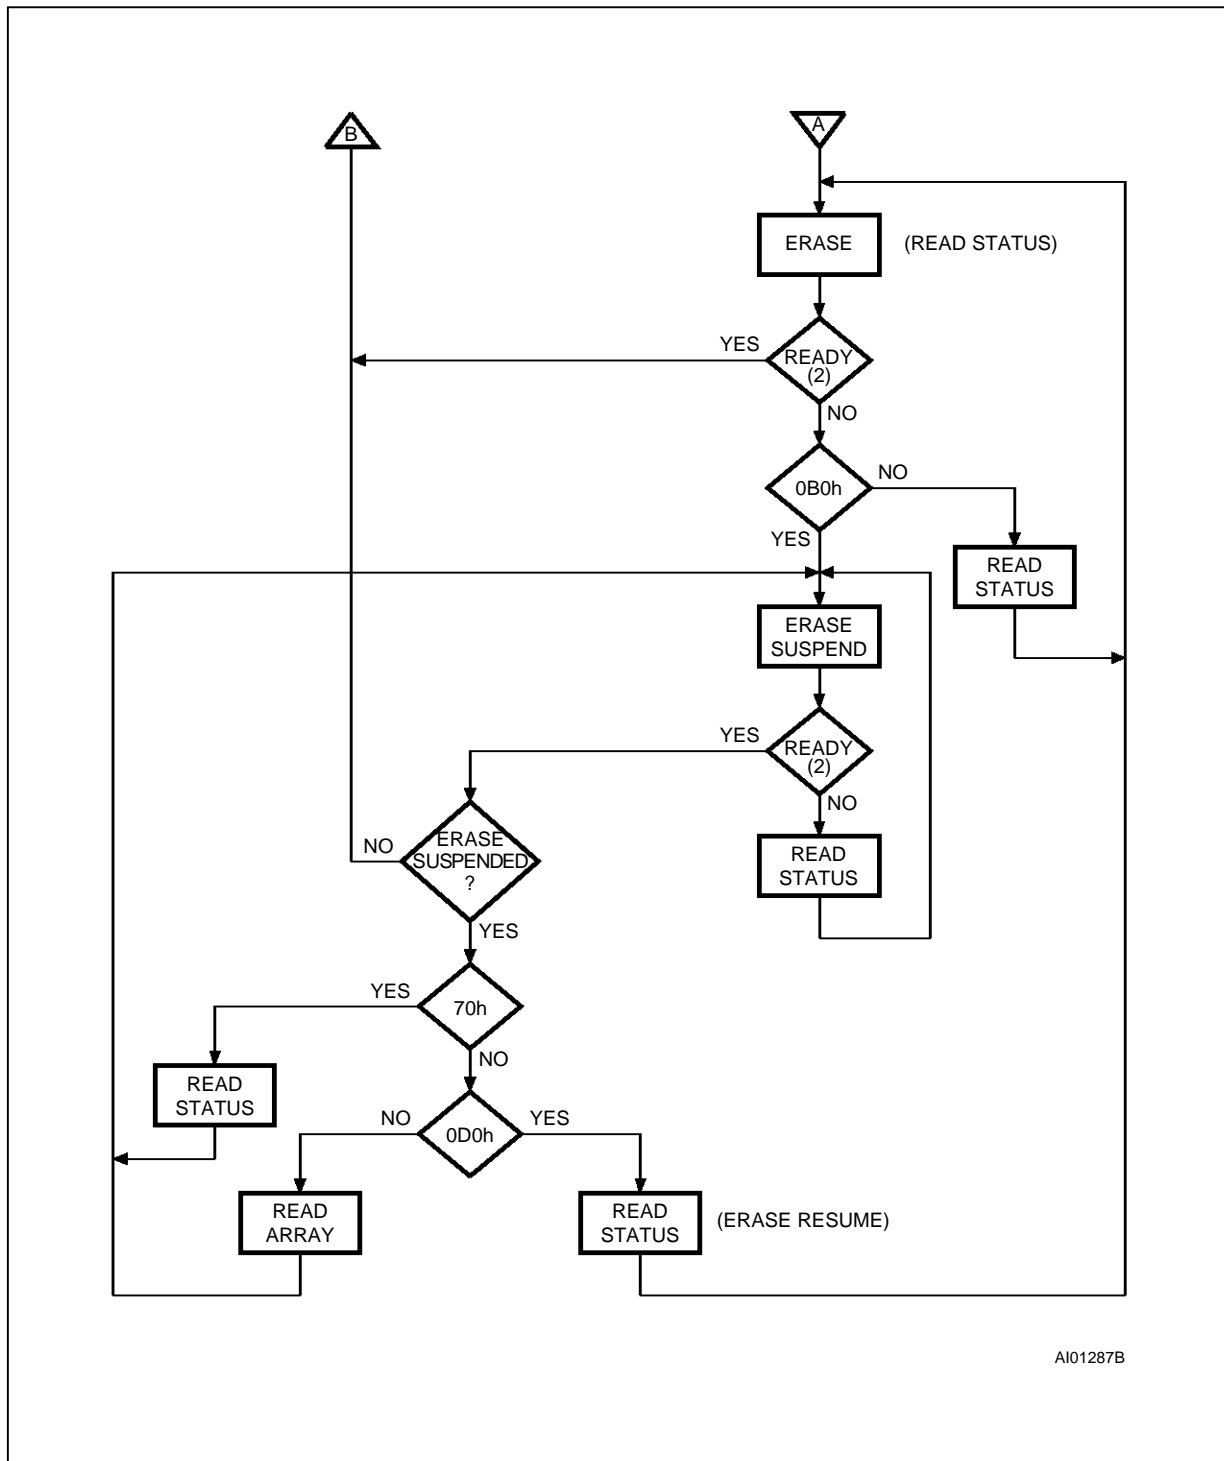 B
A
ERASE
(READ STATUS)
YES
READY
(2)
NO
0B0h
NO
YES
READ
STATUS
ERASE
SUSPEND
YES
READY
(2)
NO
NO
ERASE
SUSPENDED
?
READ
STATUS
YES
YES
70h
NO
READ
STATUS
NO
0D0h
YES
READ
ARRAY
READ
STATUS
(ERASE RESUME)
AI01287B